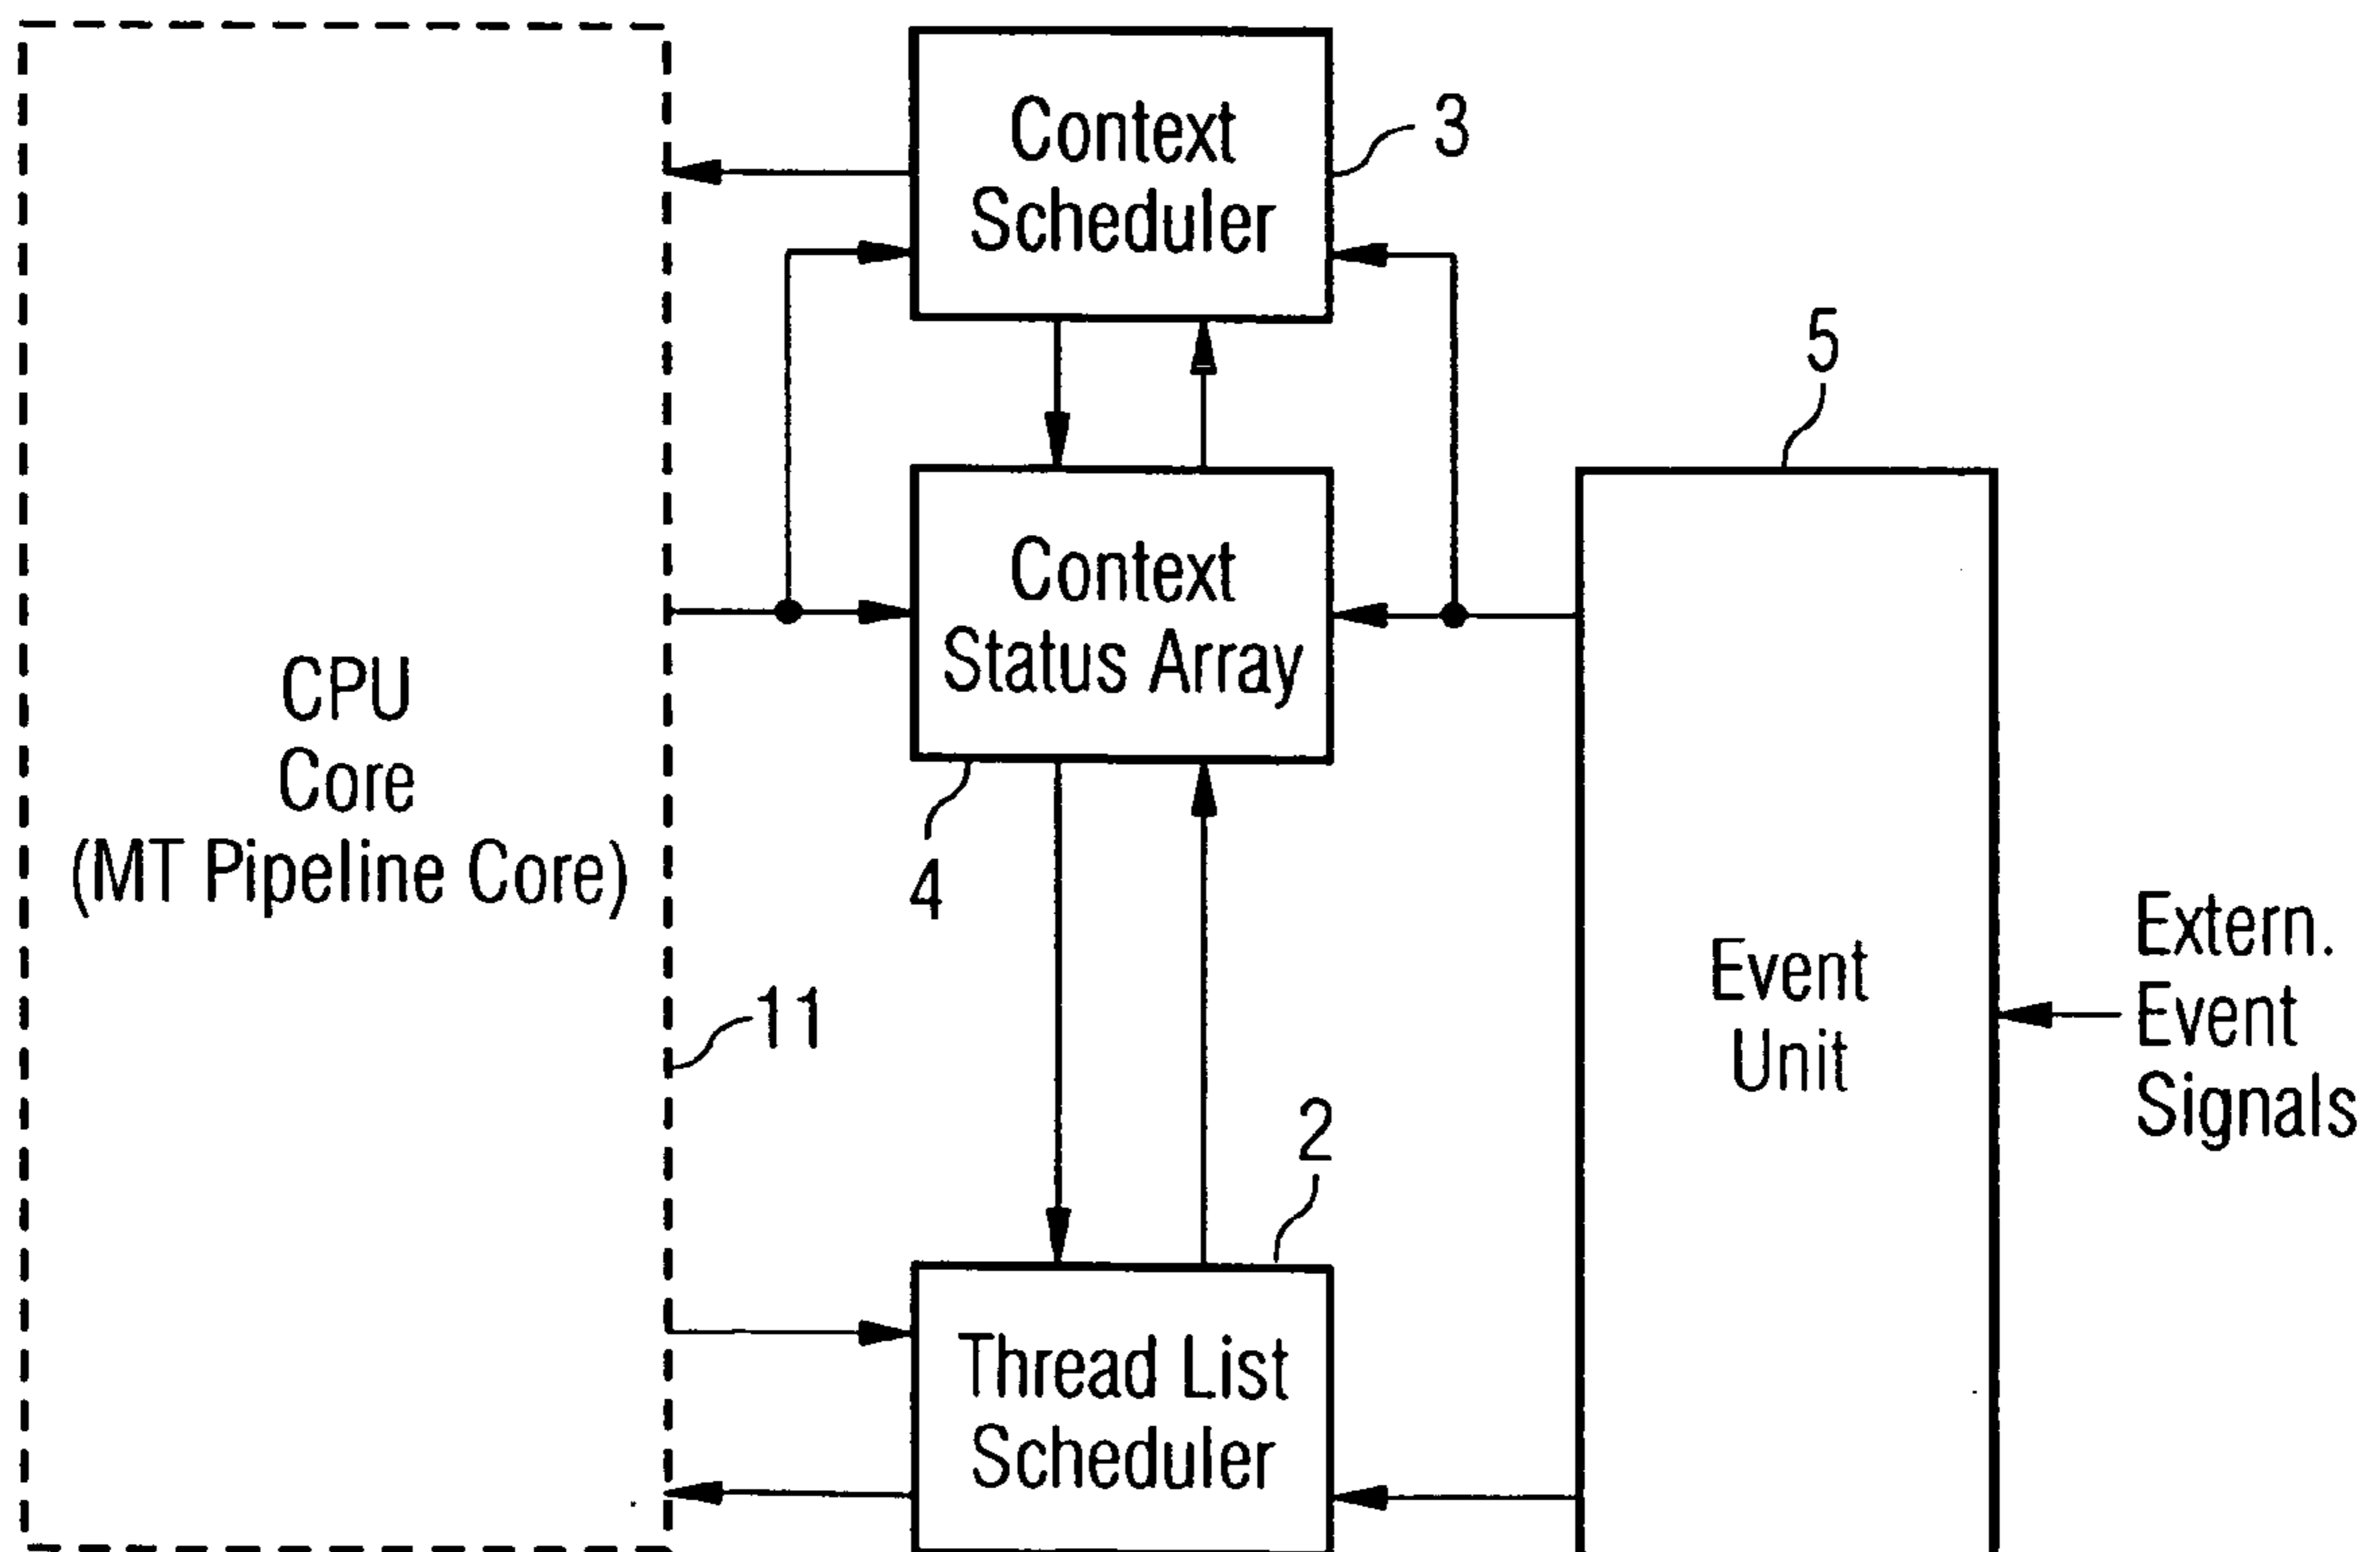 Context
Scheduler
3
5
Context
Status Array
CPU
Core
(MT Pipeline Core)
4
Extern.
Event
Signals
Event
Unit
11
2
Thread List
Scheduler